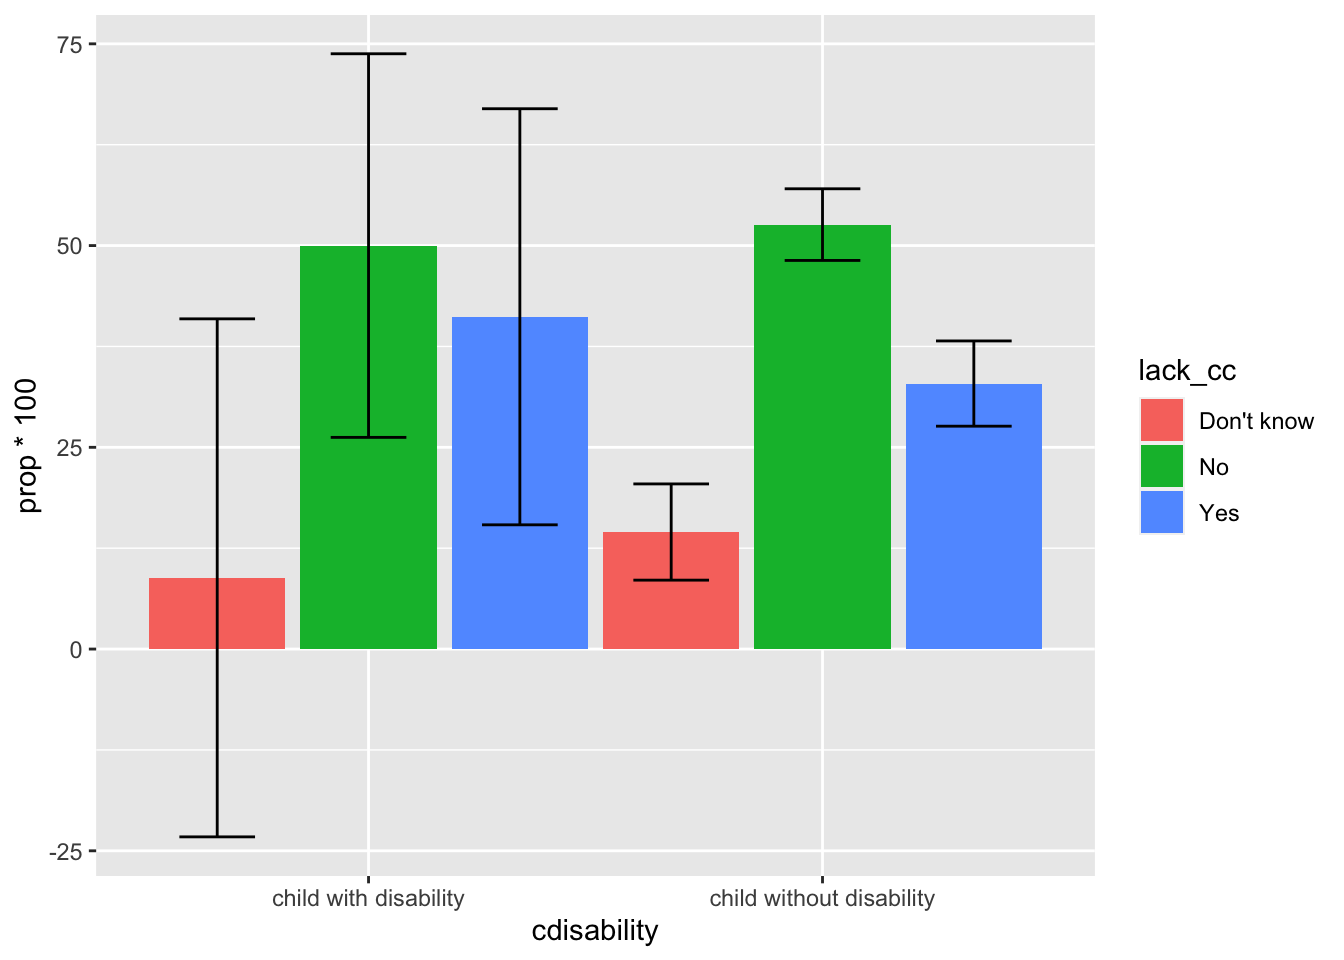 75
50
25
0
-25
prop * 100
child with disability
child without disability
cdisability
lack_cc
Don't know
No
Yes